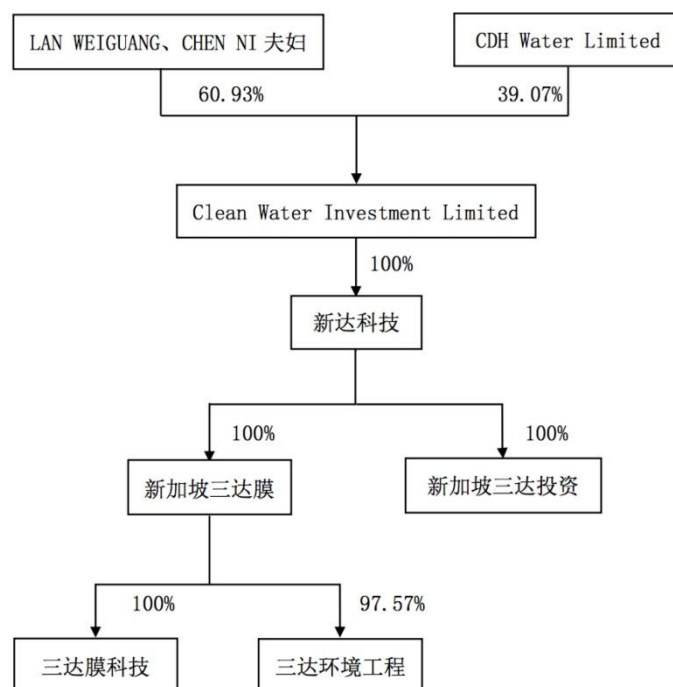 LAN WEIGUANG、CHEN NI 夫妇
CDH Water Limited
60.93%
39.07%
Clean Water Investment Limited
100%
新达科技
100%
100%
新加坡三达膜
新加坡三达投资
100%
97.57%
三达膜科技
三达环境工程